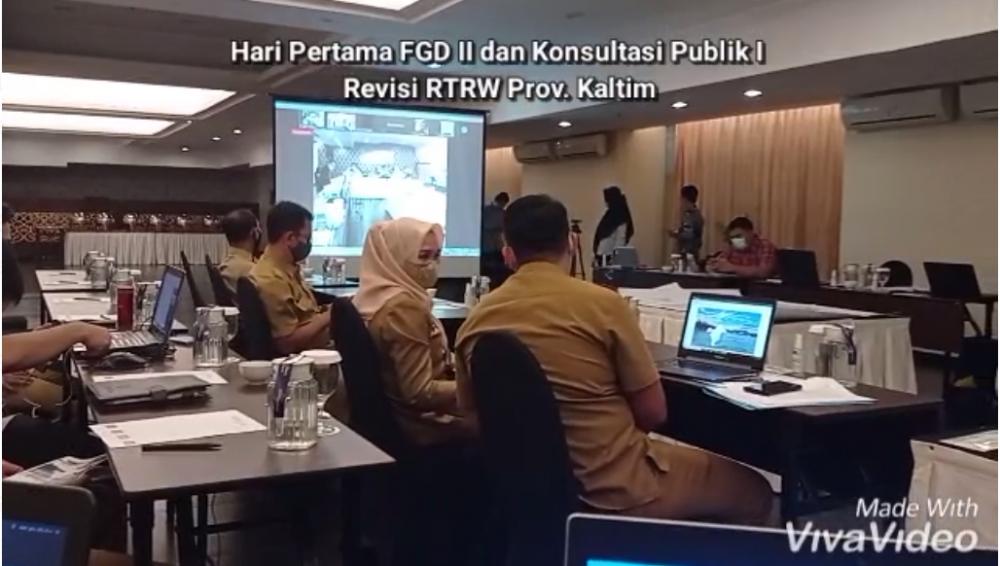 Hari Pertama FGD II dan Konsultasi Publik I
Revisi RTRW Prov. Kaltim
Made With
VivaVideo